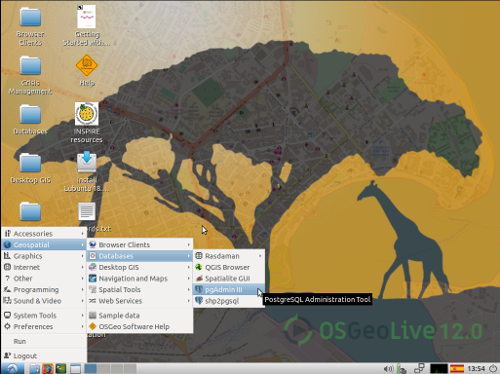 Browser
Clients
Getting
Started With...
Crisis
Management
Help
Databases
INSPIRE
resources
Desktop GIS
Install
Lubuntu 18....
ords.txt
Accessories
Geospatial
Graphics
Internet
Other
Programming
Sound & Video
System Tools
Preferences
Run
Logout
Browser Clients
Databases
Desktop GIS
Navigation and Maps
Spatial Tools
Web Services
Sample data
OSGeo Software Help
Rasdaman
QGIS Browser
Spatialite GUI
pgAdmin III
shp2pgsql
PostgreSQL Administration Tool
OSGeoLive 12.0
13:54